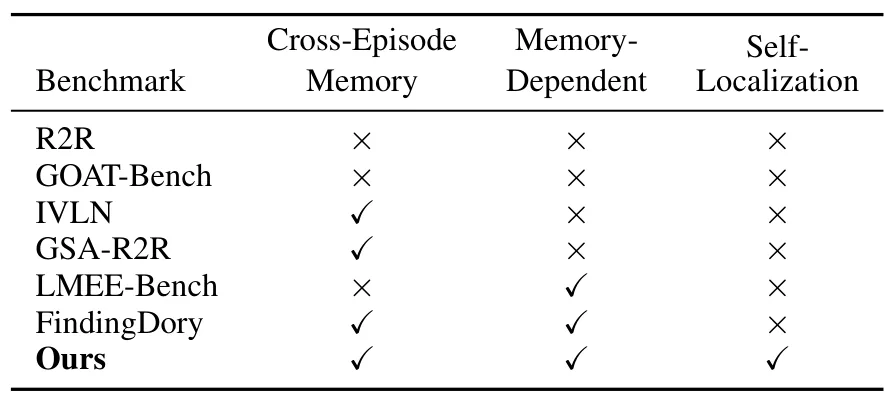 Benchmark Cross-Episode Memory Memory-Dependent Self-Localization
R2R × × ×
GOAT-Bench × × ×
IVLN ✓ × ×
GSA-R2R ✓ × ×
LMEE-Bench × ✓ ×
FindingDory ✓ ✓ ×
Ours ✓ ✓ ✓